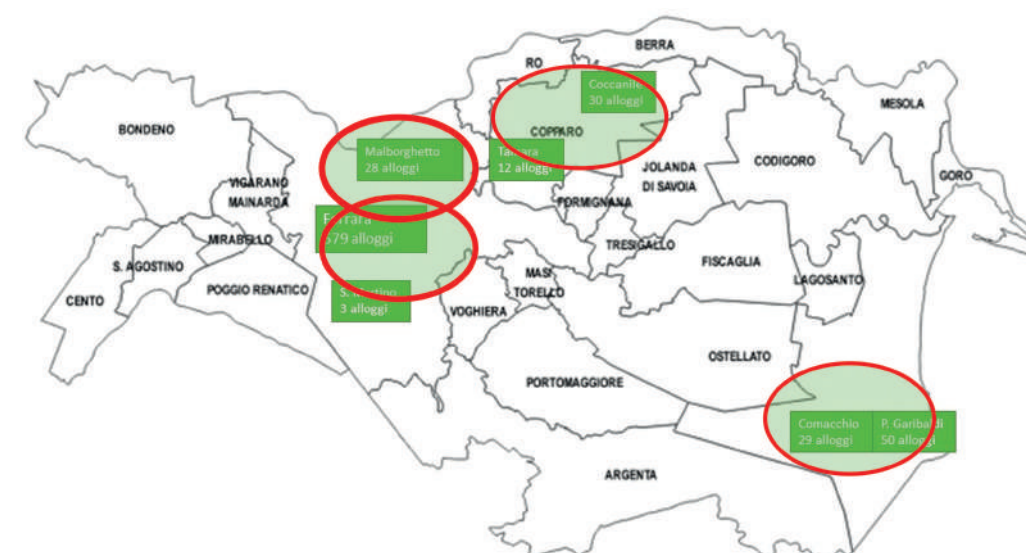 BERRA
RO
Coccanile
30 alloggi
MESOLA
BONDENO
COPPARO
Malborghetto
28 alloggi
Tamara
12 alloggi
JOLANDA
DI SAVOIA
CODIGORO
GORO
VIGARANO
MAINARDA
FORMIGNANA
Ferrara
579 alloggi
MIRABELLO
TRESIGALLO
FISCAGLIA
S. AGOSTINO
MASI
TORELLO
LAGOSANTO
CENTO
POGGIO RENATICO
S. Martino
3 alloggi
VOGHIERA
OSTELLATO
PORTOMAGGIORE
Comacchio
29 alloggi
P. Garibaldi
50 alloggi
ARGENTA